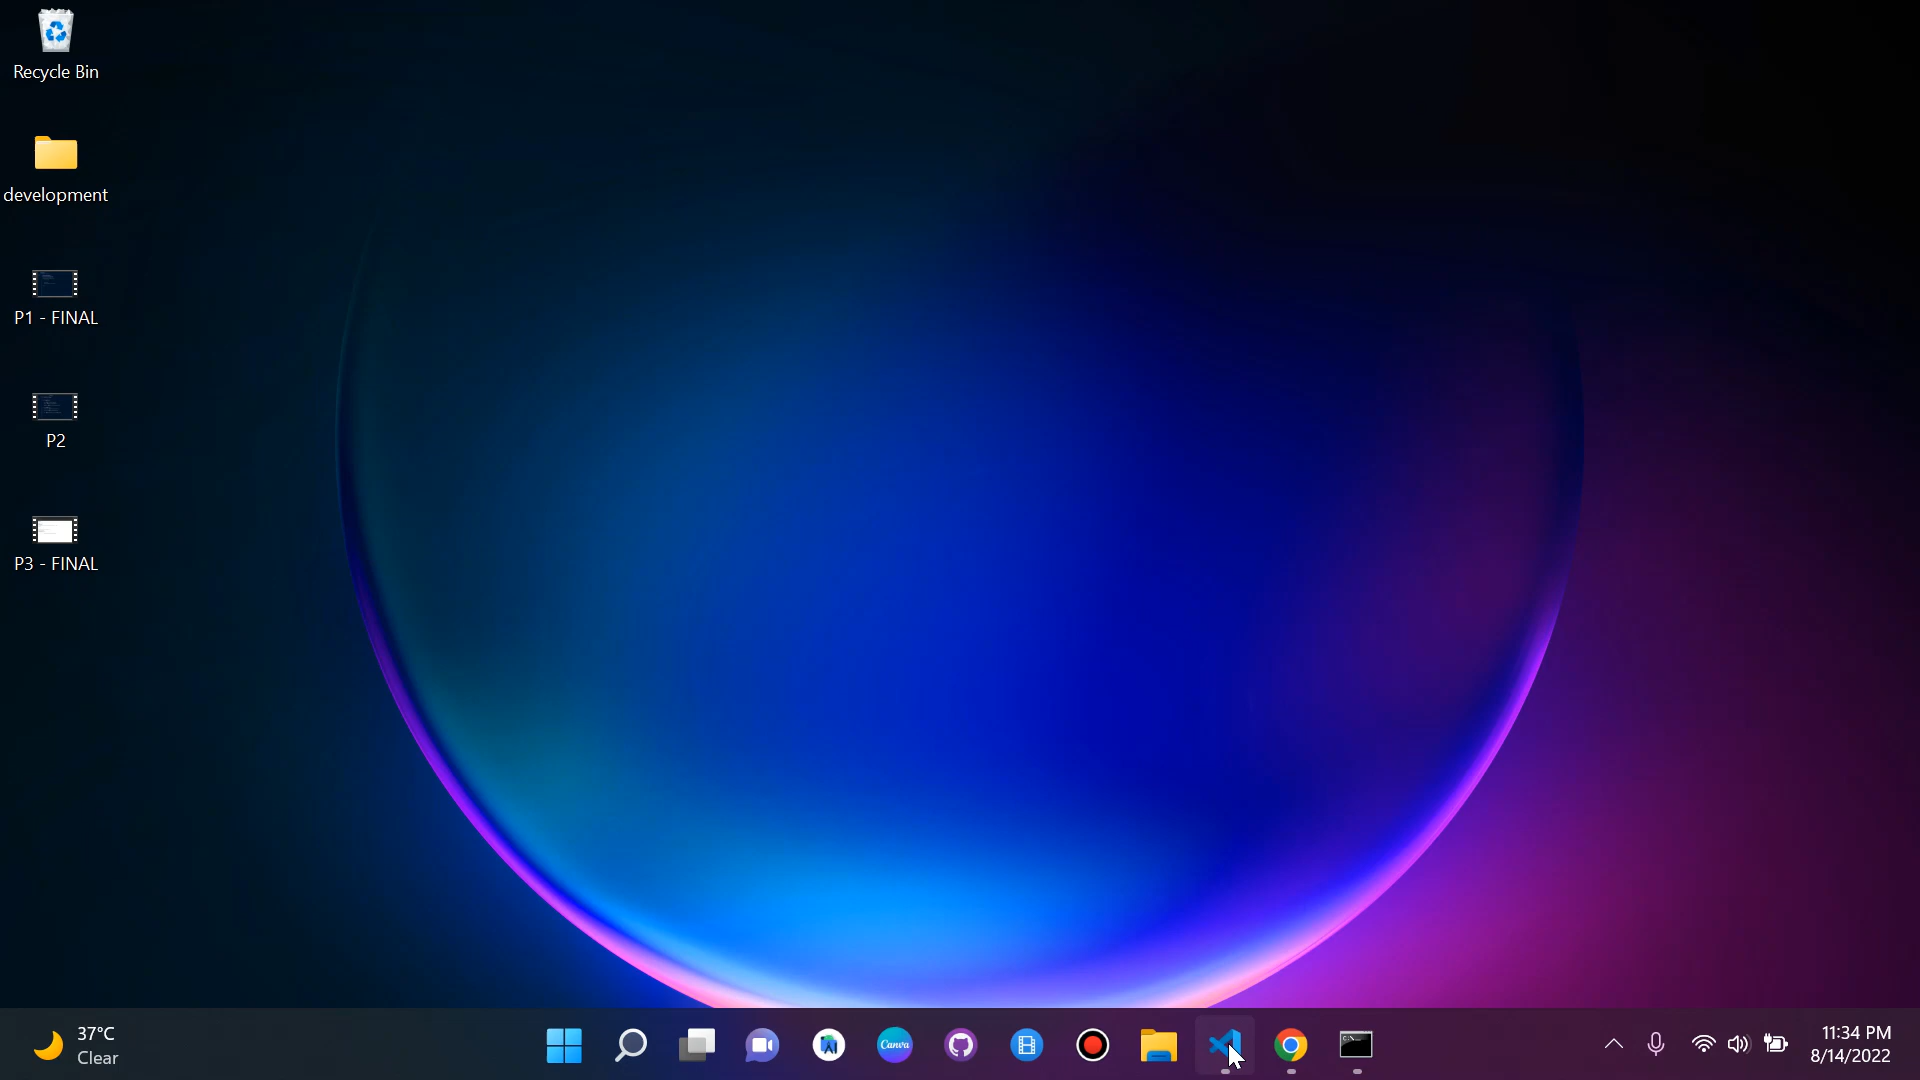 Recycle Bin
development
P1 - FINAL
P2
P3 - FINAL
37°C
Clear
Canva
11:34 PM
8/14/2022